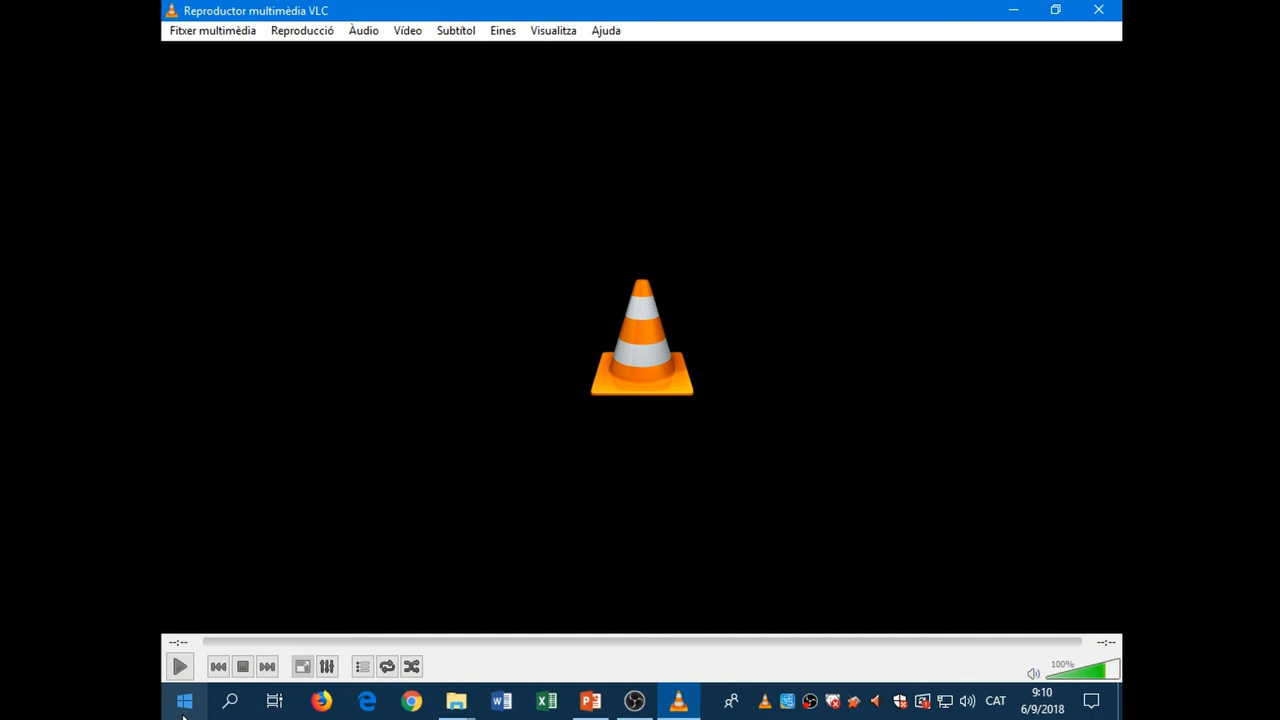 Reproductor multimèdia VLC
Fitxer multimèdia Reproducció Àudio Vídeo Subtítol Eines Visualitza Ajuda
--:-- --:--
100%
CAT
9:10
6/9/2018